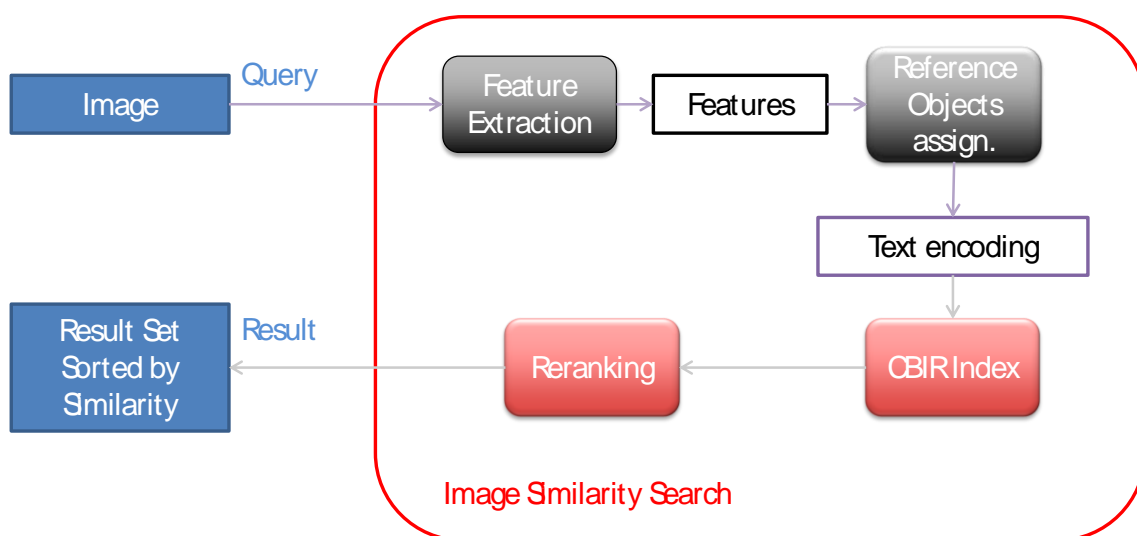 Image
Query
Feature
Extraction
Features
Reference
Objects
assign.
Text encoding
CBIR Index
Reranking
Result
Result Set
Sorted by
Similarity
Image Similarity Search